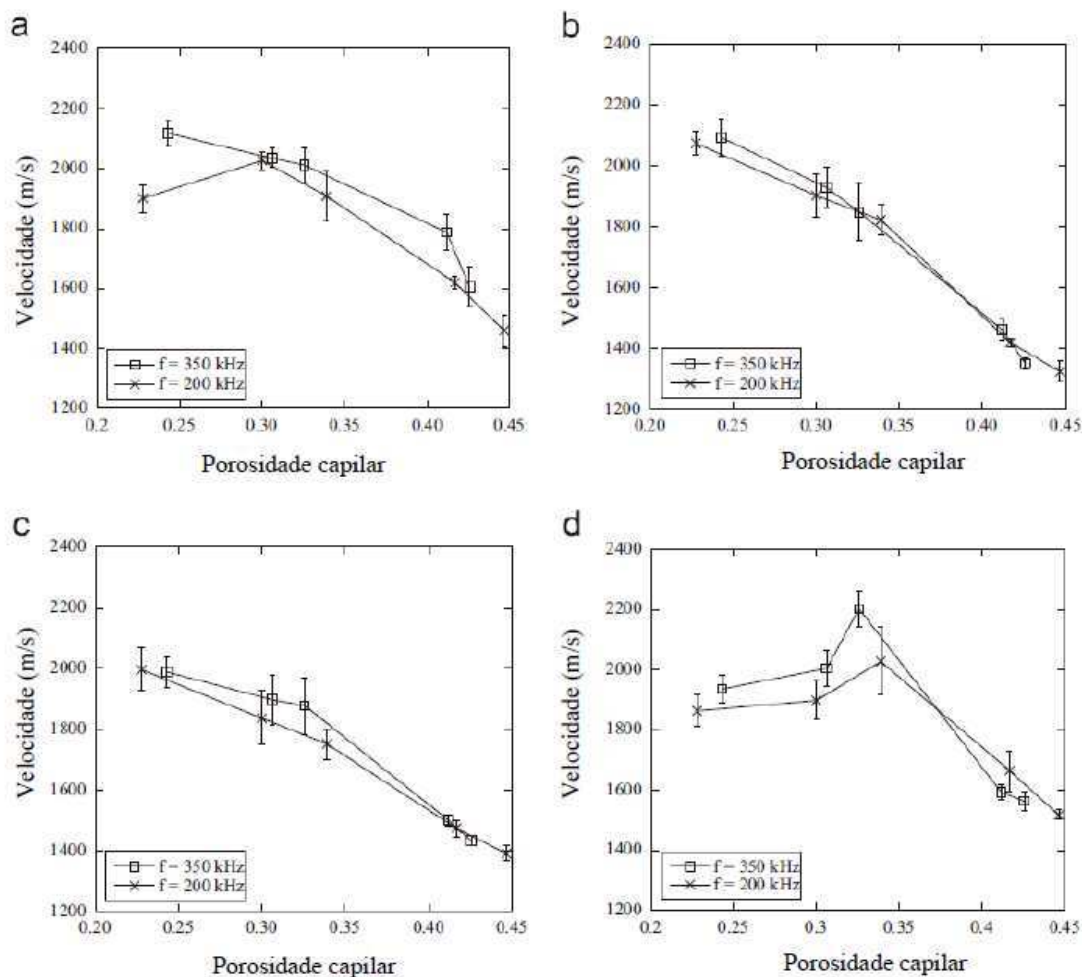 a
2400
2200
2000
1800
1600
1400
1200
Velocidade (m/s)
f = 350 kHz
f = 200 kHz
0.2 0.25 0.30 0.35 0.40 0.45
Porosidade capilar
b
2400
2200
2000
1800
1600
1400
1200
Velocidade (m/s)
f = 350 kHz
f = 200 kHz
0.20 0.25 0.30 0.35 0.40 0.45
Porosidade capilar
c
2400
2200
2000
1800
1600
1400
1200
Velocidade (m/s)
f = 350 kHz
f = 200 kHz
0.20 0.25 0.30 0.35 0.40 0.45
Porosidade capilar
d
2400
2200
2000
1800
1600
1400
1200
Velocidade (m/s)
f = 350 kHz
f = 200 kHz
0.20 0.25 0.30 0.35 0.4 0.45
Porosidade capilar